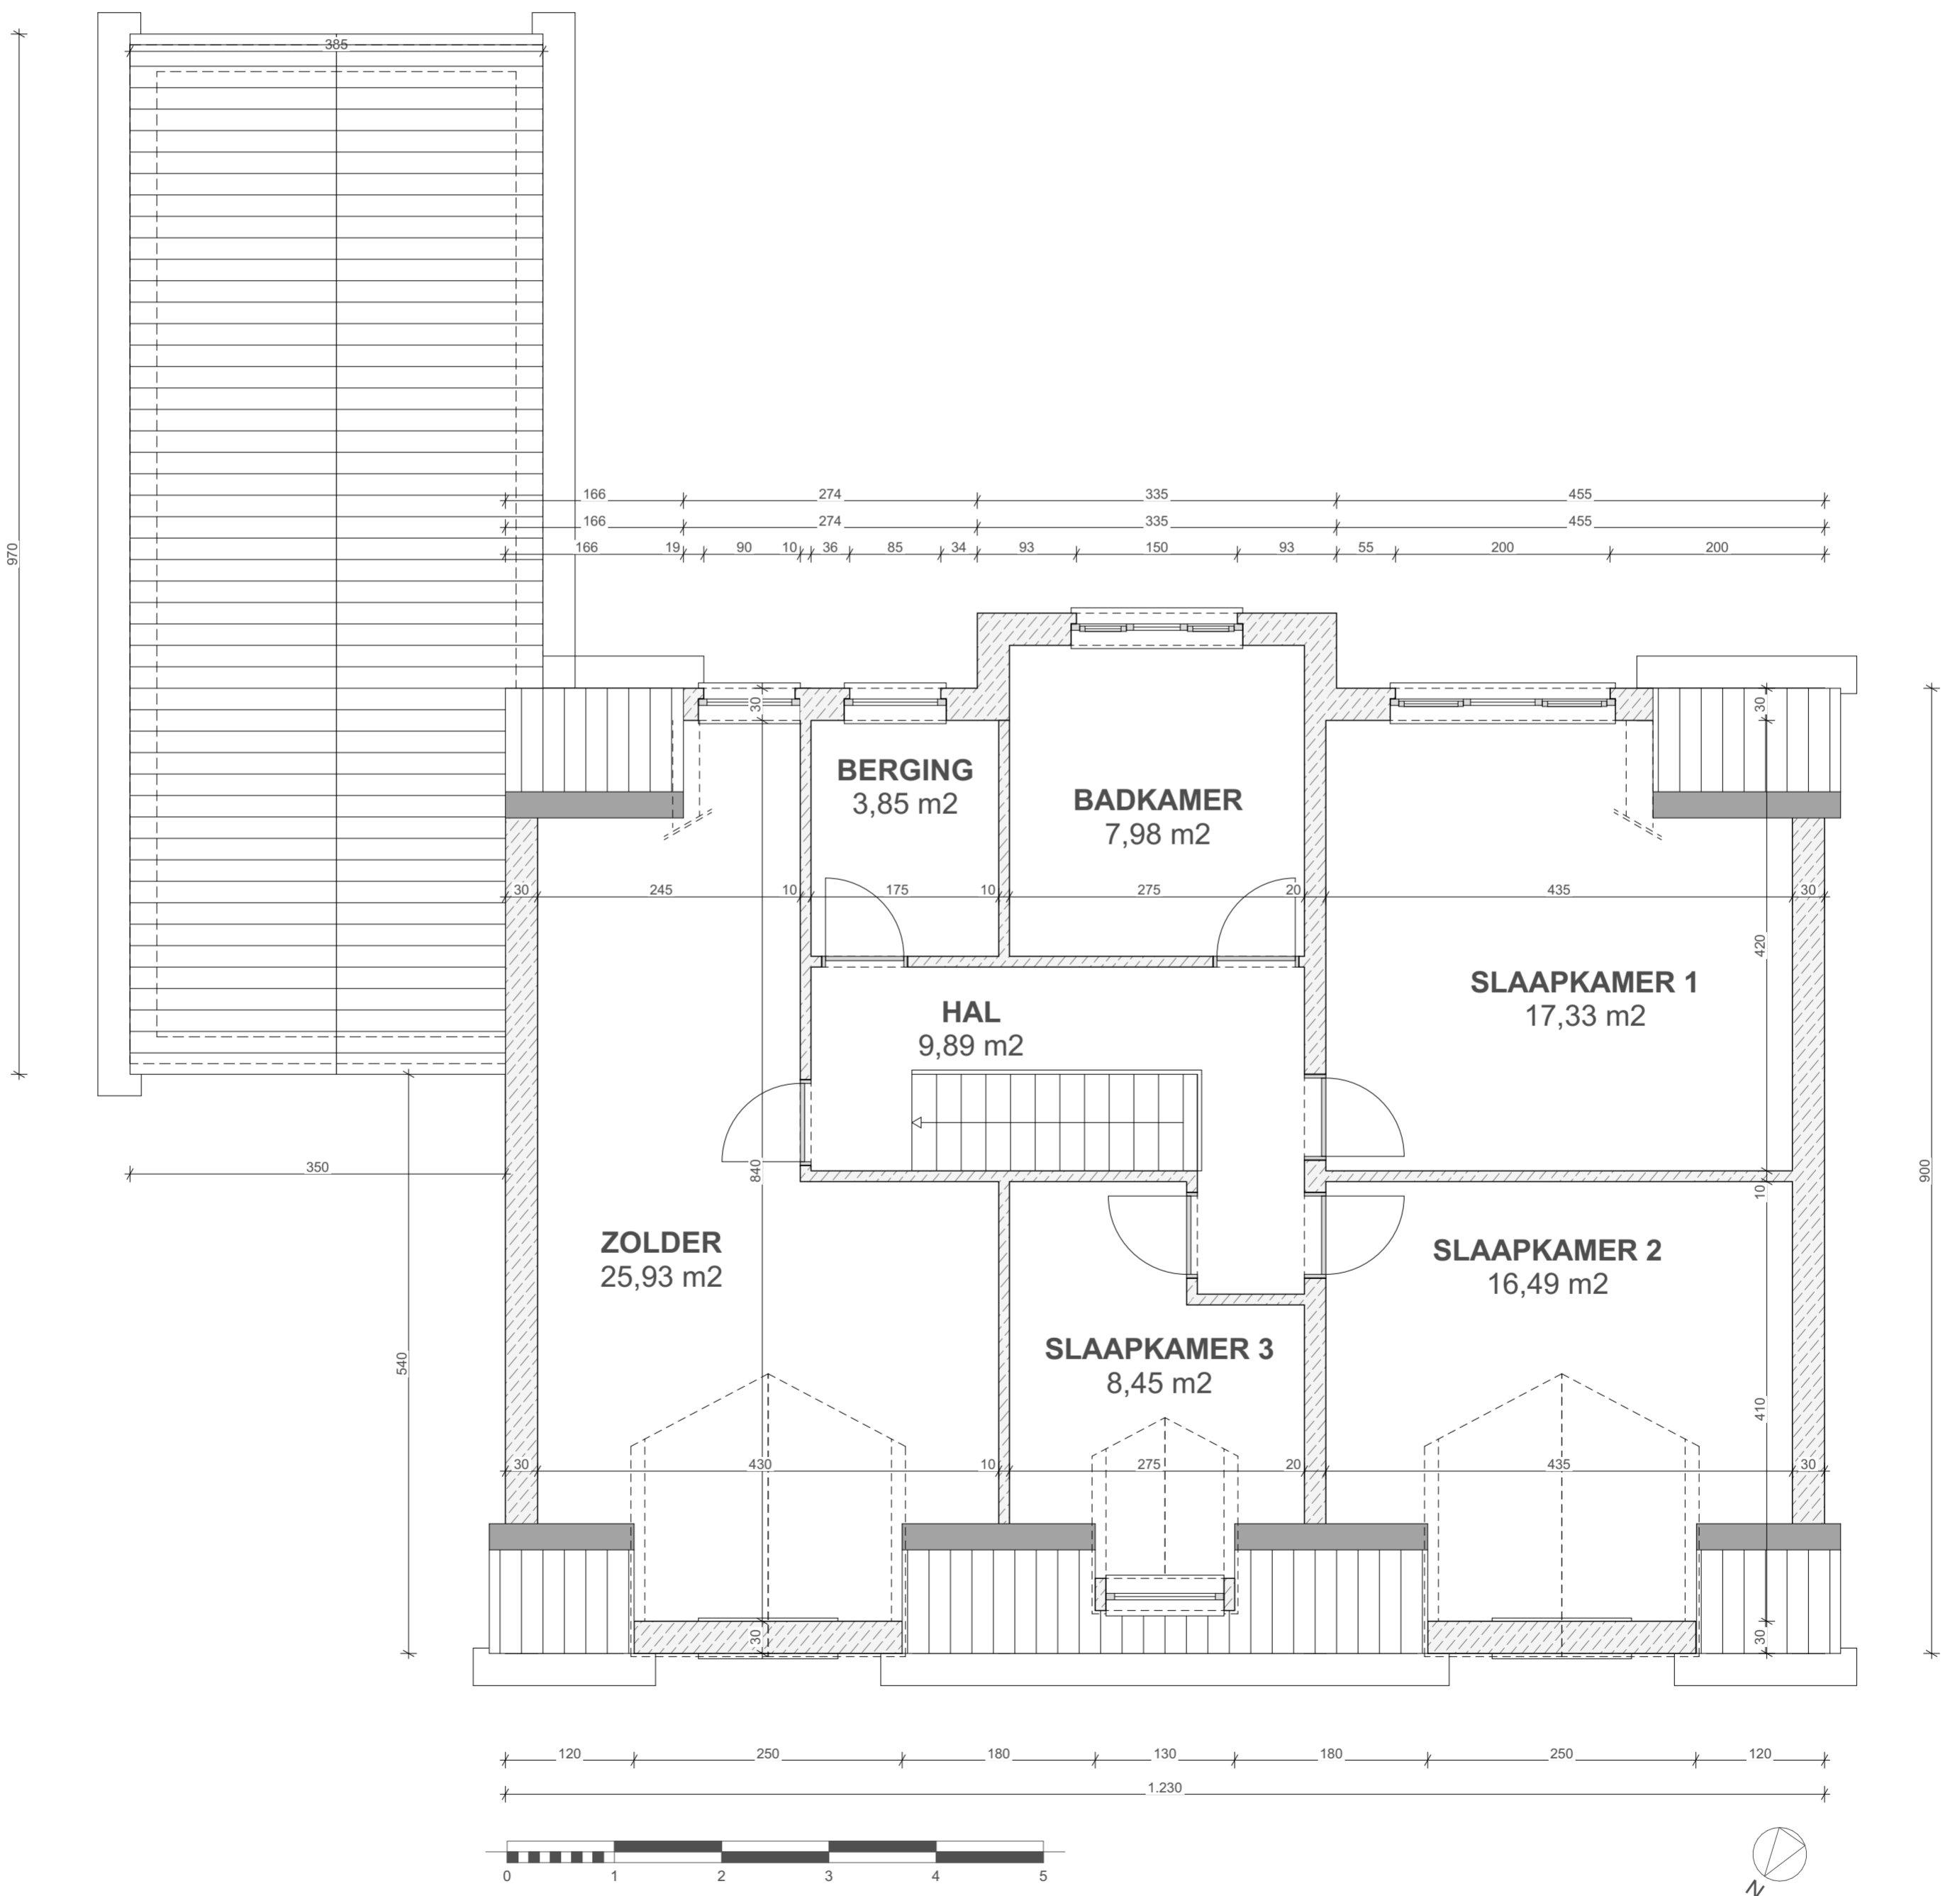 385
970
166 274 335 455
166 274 335 455
166 19 90 10 36 85 34 93 150 93 55 200 200
30
30
BERGING
3,85 m2
BADKAMER
7,98 m2
30 245 10 175 10 275 20 435 30
420
SLAAPKAMER 1
17,33 m2
HAL
9,89 m2
350
840
900
10
ZOLDER
25,93 m2
SLAAPKAMER 2
16,49 m2
540
SLAAPKAMER 3
8,45 m2
410
30 430 10 275 20 435 30
30
30
120 250 180 130 180 250 120
1.230
0 1 2 3 4 5
N